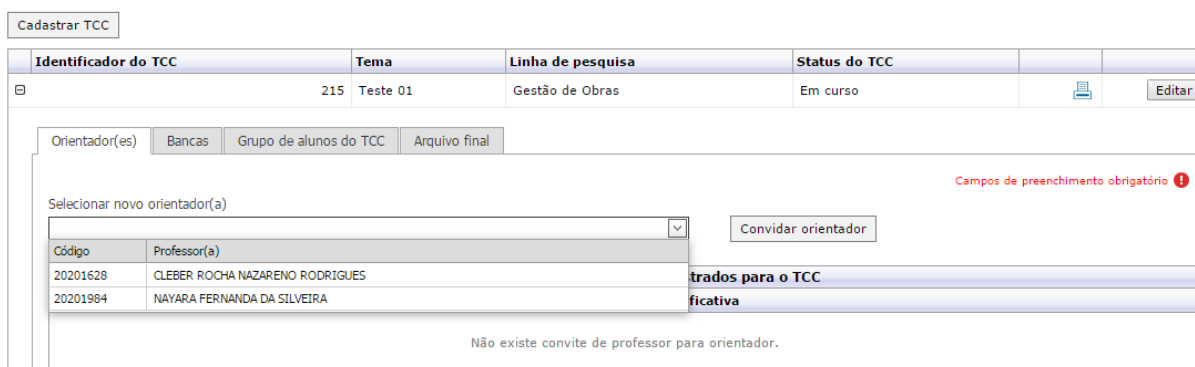 Cadastrar TCC
Identificador do TCC Tema Linha de pesquisa Status do TCC
215 Teste 01 Gestão de Obras Em curso Editar
Orientador(es) Bancas Grupo de alunos do TCC Arquivo final
Campos de preenchimento obrigatório
Selecionar novo orientador(a)
Convidar orientador
Código Professor(a)
20201628 CLEBER ROCHA NAZARENO RODRIGUES
trados para o TCC
20201984 NAYARA FERNANDA DA SILVEIRA
ficativa
Não existe convite de professor para orientador.